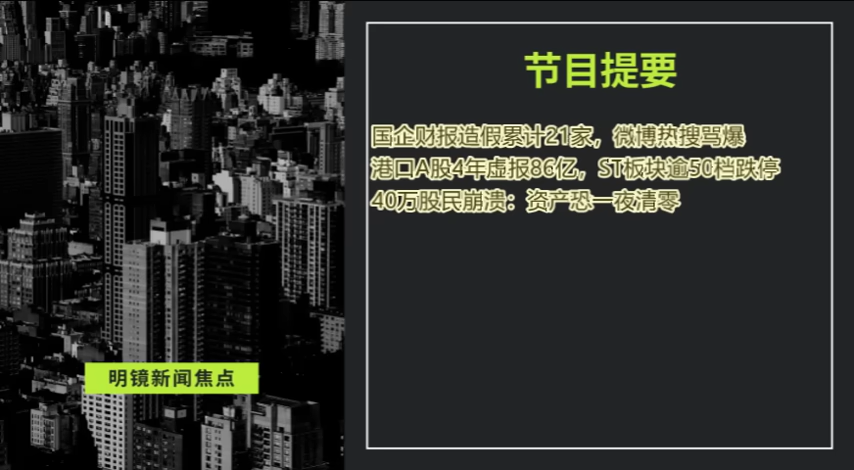 节目提要
国企财报造假累计21家，微博热搜骂爆
港口A股4年虚报86亿，ST板块逾50档跌停
40万股民崩溃：资产恐一夜清零
明镜新闻焦点